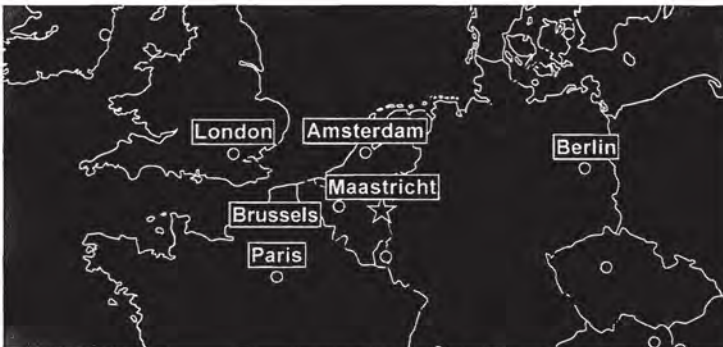 London
Amsterdam
Berlin
Maastricht
Brussels
Paris